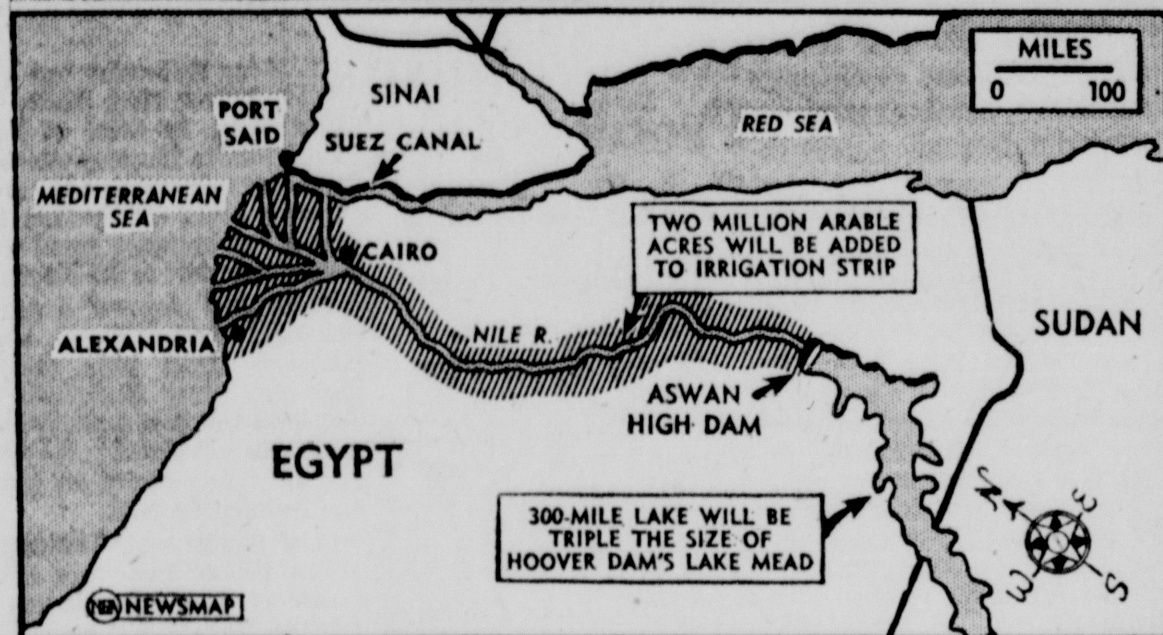 MILES
0 100
SINAI
PORT
SAID
SUEZ CANAL
RED SEA
MEDITERRANEAN
SEA
TWO MILLION ARABLE
ACRES WILL BE ADDED
TO IRRIGATION STRIP
CAIRO
NILE R.
ALEXANDRIA
SUDAN
ASWAN
HIGH DAM
EGYPT
300-MILE LAKE WILL BE
TRIPLE THE SIZE OF
HOOVER DAM'S LAKE MEAD
N
E
W
S
NEA NEWSMAP